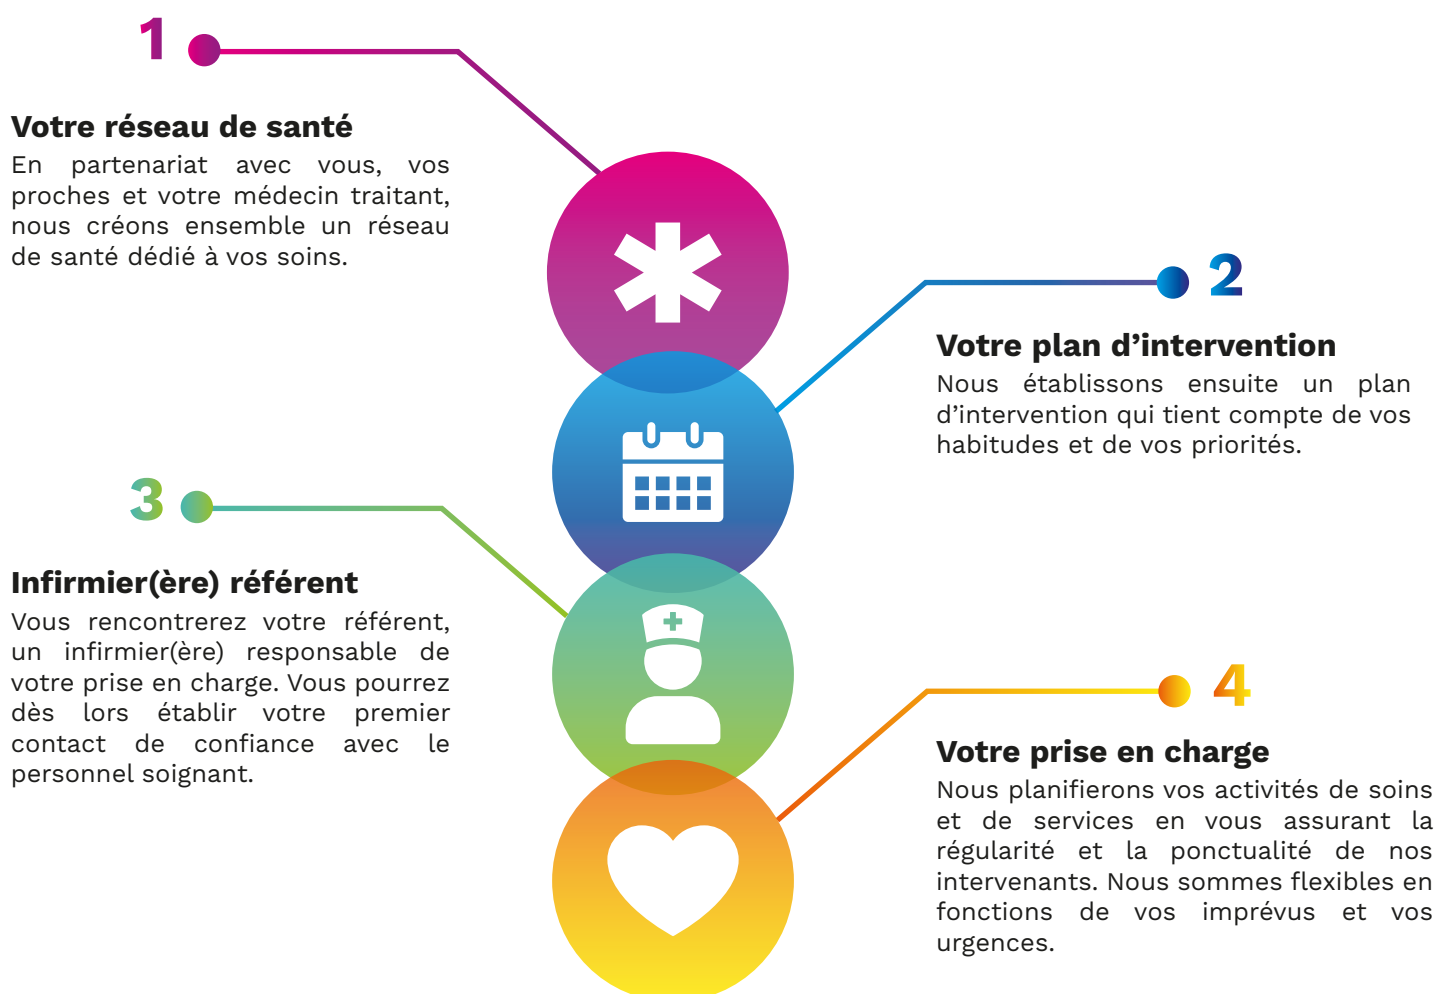 1
Votre réseau de santé
En partenariat avec vous, vos
proches et votre médecin traitant,
nous créons ensemble un réseau
de santé dédié à vos soins.
2
Votre plan d’intervention
Nous établissons ensuite un plan
d’intervention qui tient compte de vos
habitudes et de vos priorités.
3
Infirmier(ère) référent
Vous rencontrerez votre référent,
un infirmier(ère) responsable de
votre prise en charge. Vous pourrez
dès lors établir votre premier
contact de confiance avec le
personnel soignant.
4
Votre prise en charge
Nous planifierons vos activités de soins
et de services en vous assurant la
régularité et la ponctualité de nos
intervenants. Nous sommes flexibles en
fonctions de vos imprévus et vos
urgences.